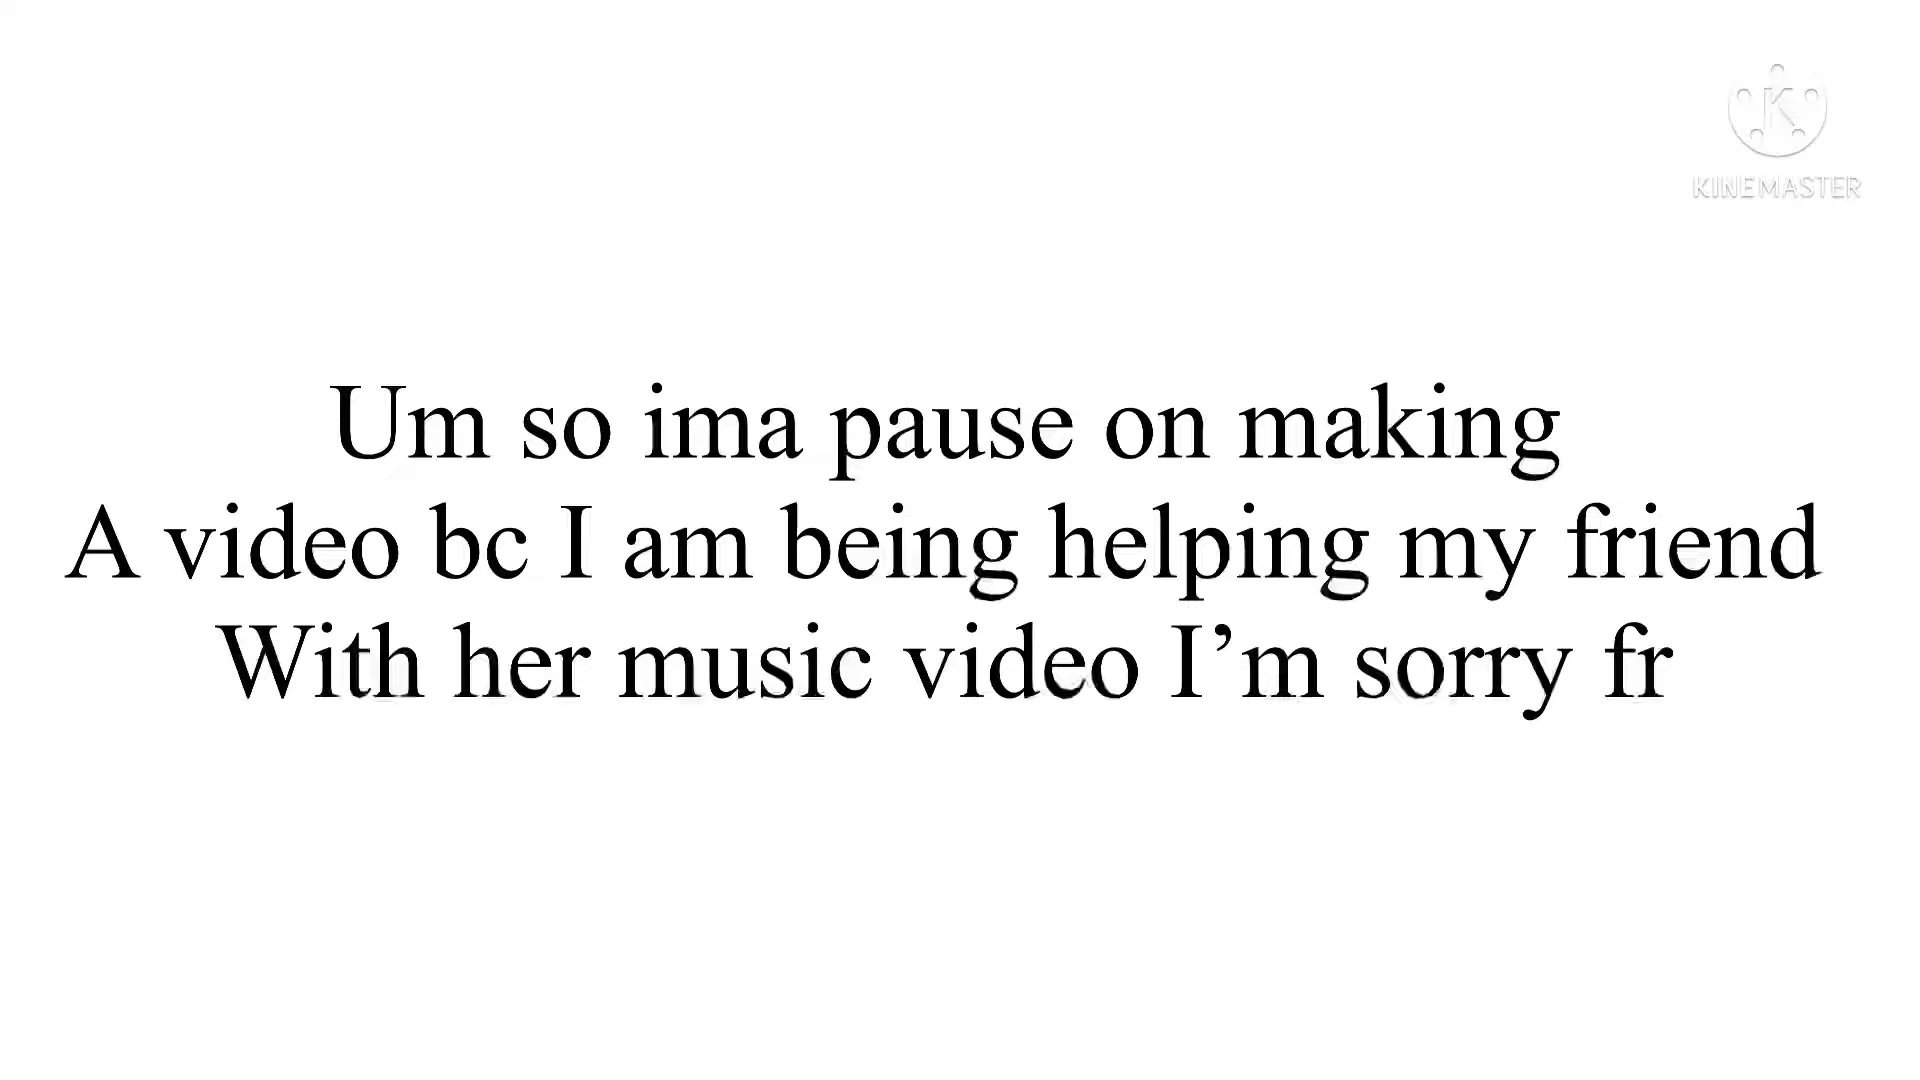 K
KINEMASTER
Um so ima pause on making
A video bc I am being helping my friend
With her music video I’m sorry fr